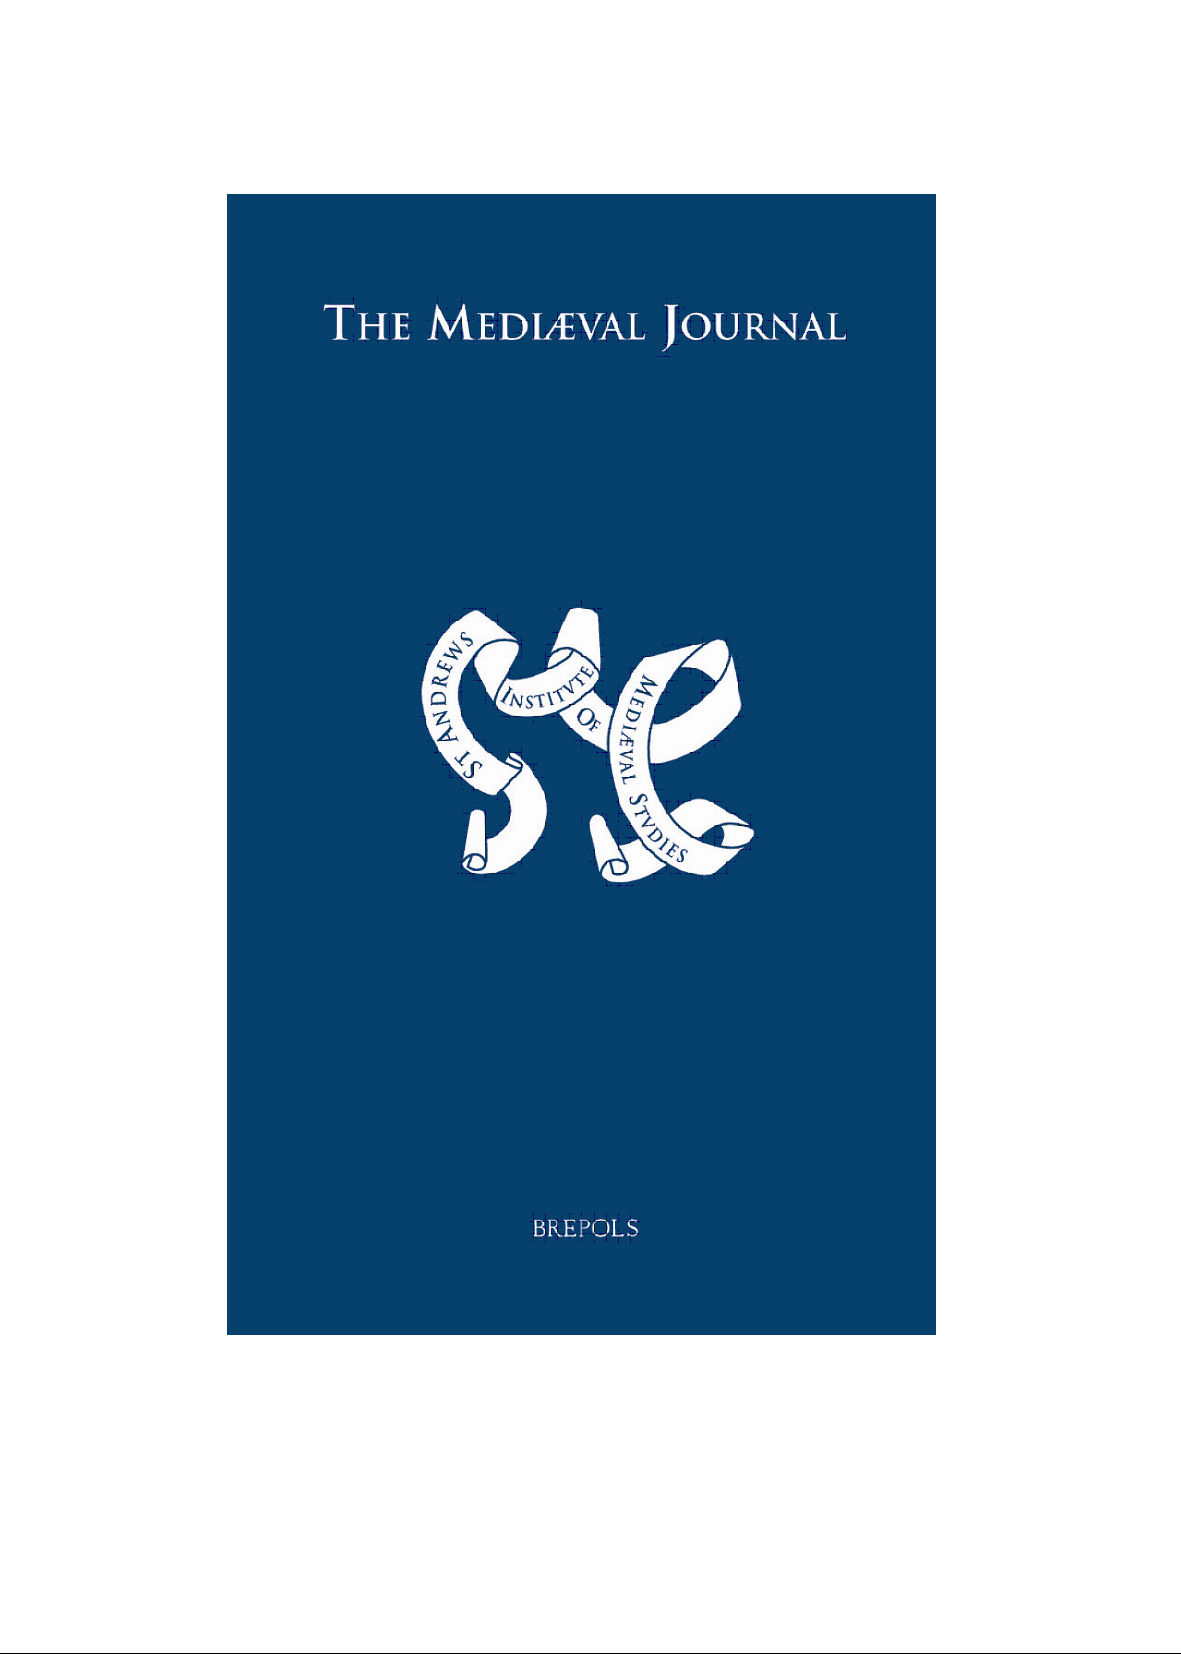 THE MEDIÆVAL JOURNAL
ST ANDREWS
INSTITVTE
OF
MEDIÆVAL STVDIES
BREPOLS